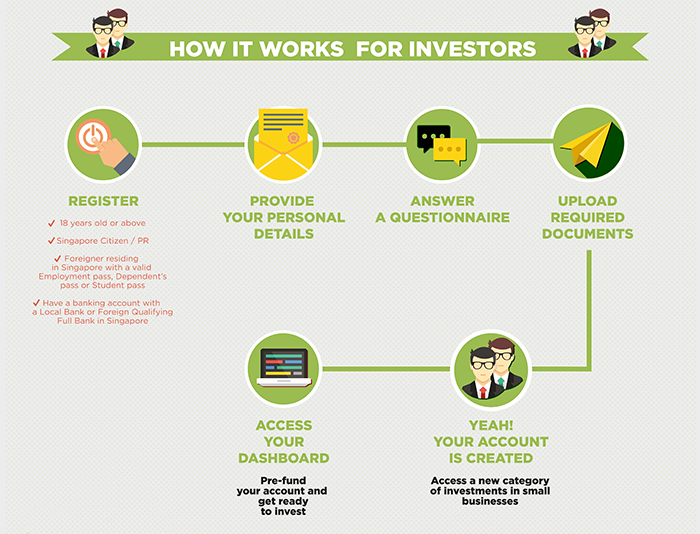 HOW IT WORKS FOR INVESTORS
REGISTER
✓ 18 years old or above
✓ Singapore Citizen / PR
✓ Foreigner residing
in Singapore with a valid
Employment pass, Dependent's
pass or Student pass
✓ Have a banking account with
a Local Bank or Foreign Qualifying
Full Bank in Singapore
PROVIDE
YOUR PERSONAL
DETAILS
ANSWER
A QUESTIONNAIRE
UPLOAD
REQUIRED
DOCUMENTS
YEAH!
YOUR ACCOUNT
IS CREATED
Access a new category
of investments in small
businesses
ACCESS
YOUR
DASHBOARD
Pre-fund
your account and
get ready
to invest